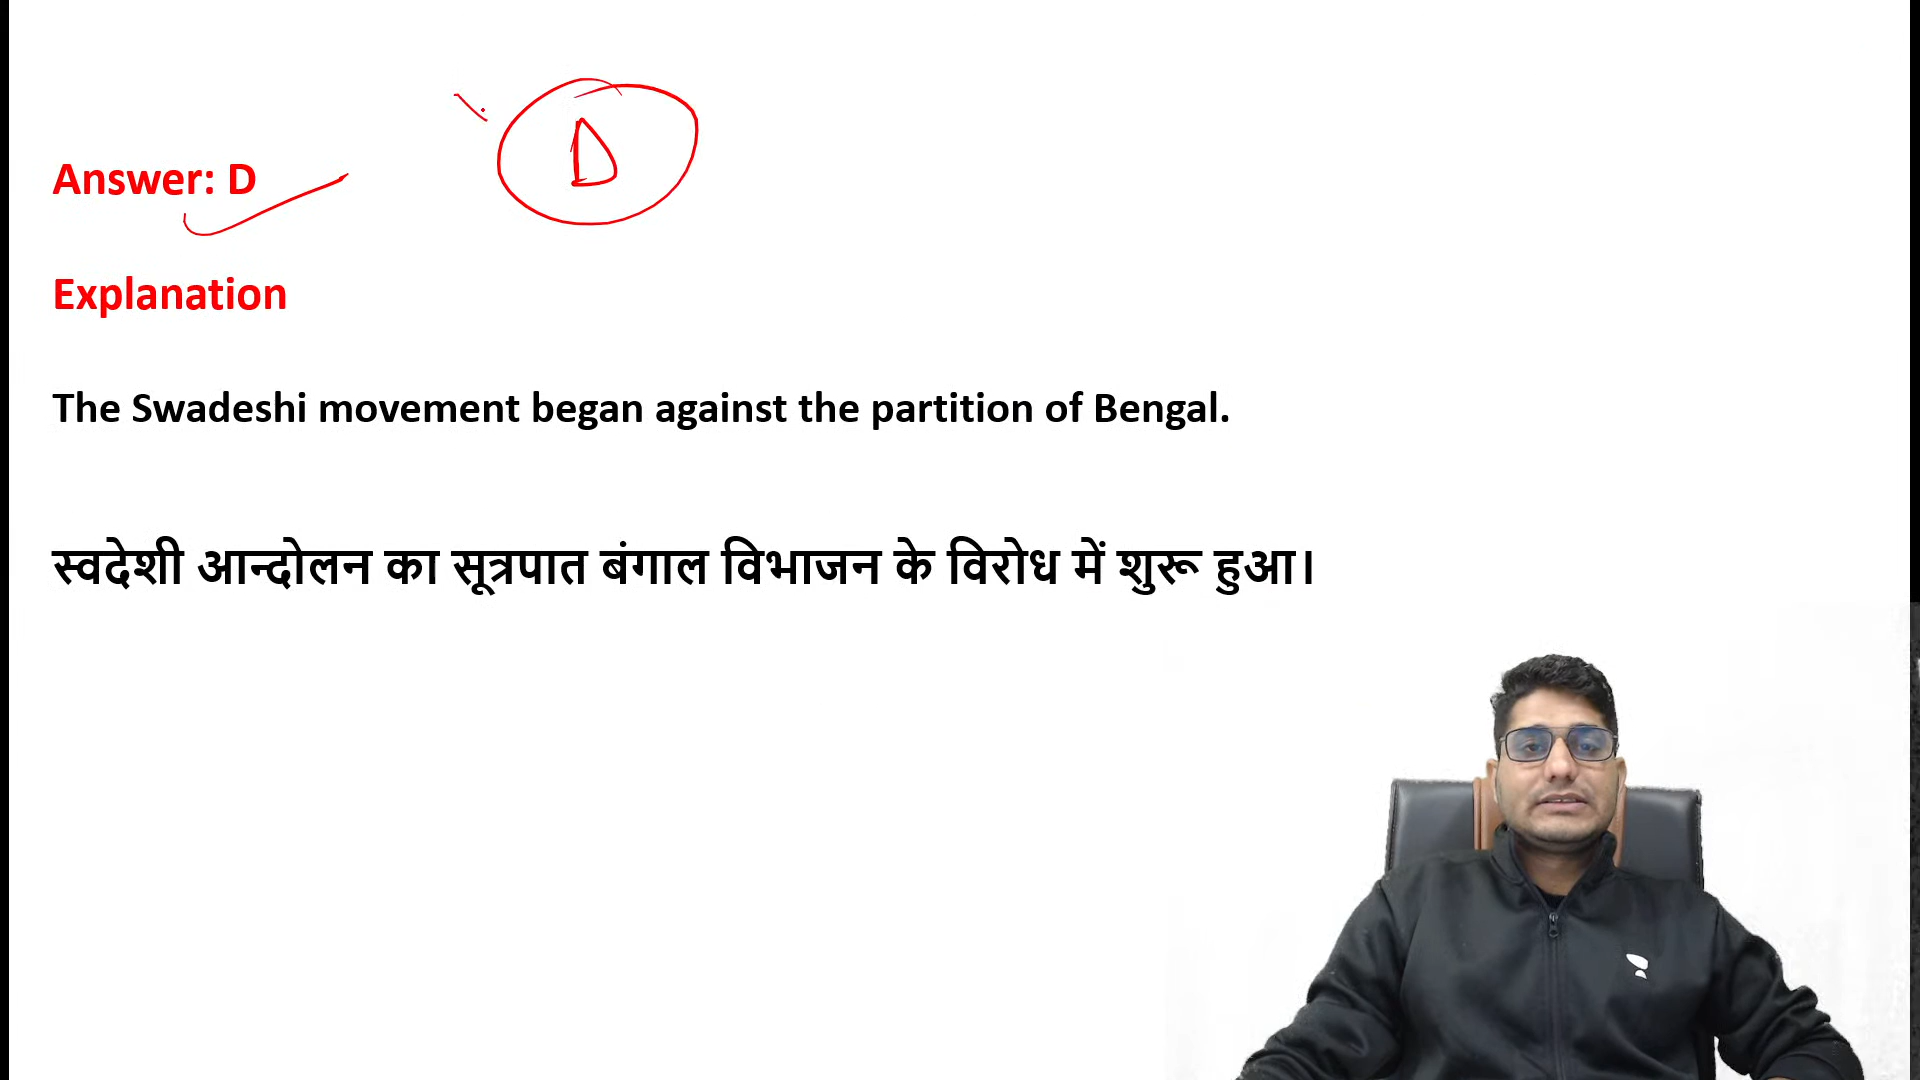 D
Answer: D
Explanation
The Swadeshi movement began against the partition of Bengal.
स्वदेशी आन्दोलन का सूत्रपात बंगाल विभाजन के विरोध में शुरू हुआ।